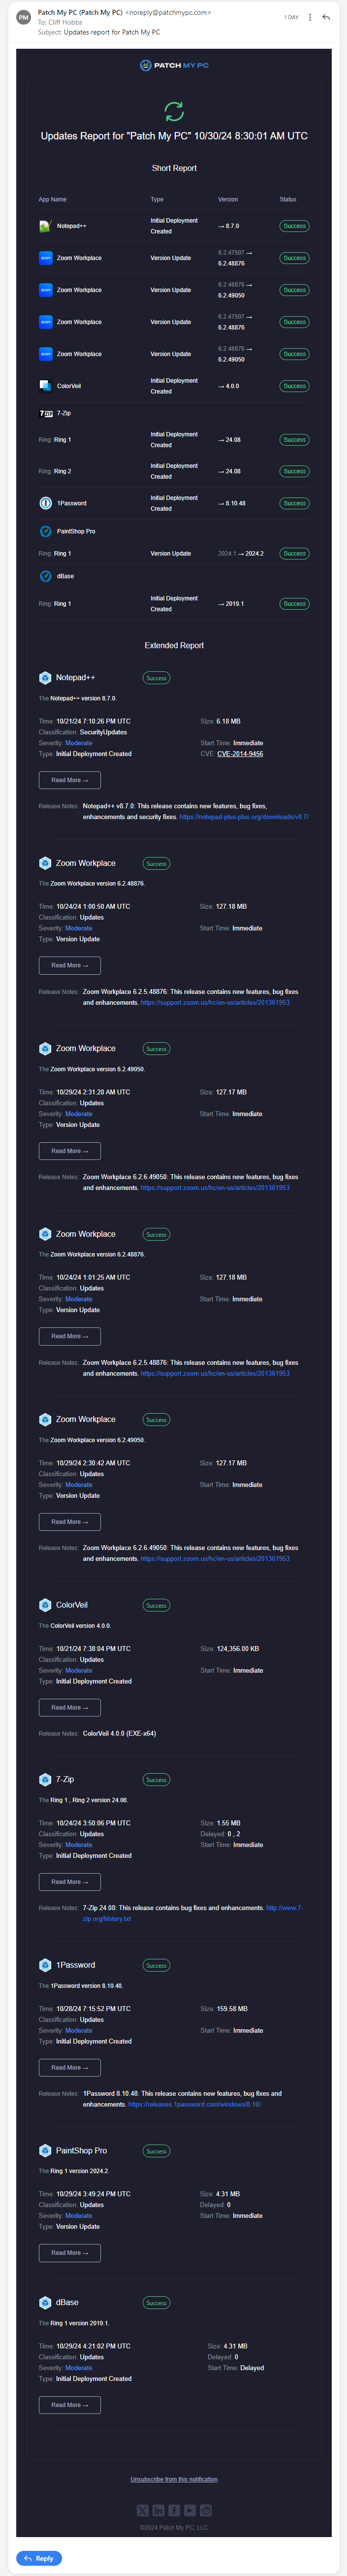 PM
Patch My PC (Patch My PC) <noreply@patchmypc.com>
1 DAY
To: Cliff Hobbs
Subject: Updates report for Patch My PC
PATCH MY PC
Updates Report for "Patch My PC" 10/30/24 8:30:01 AM UTC
Short Report
App Name Type Version Status
Notepad++ Initial Deployment Created → 8.7.0 Success
Zoom Workplace Version Update 6.2.47507 → 6.2.48876 Success
Zoom Workplace Version Update 6.2.48876 → 6.2.49050 Success
Zoom Workplace Version Update 6.2.47507 → 6.2.48876 Success
Zoom Workplace Version Update 6.2.48876 → 6.2.49050 Success
ColorVeil Initial Deployment Created → 4.0.0 Success
7-Zip
Ring: Ring 1 Initial Deployment Created → 24.08 Success
Ring: Ring 2 Initial Deployment Created → 24.08 Success
1Password Initial Deployment Created → 8.10.48 Success
PaintShop Pro
Ring: Ring 1 Version Update 2024.1 → 2024.2 Success
dBase
Ring: Ring 1 Initial Deployment Created → 2019.1 Success
Extended Report
Notepad++ Success
The Notepad++ version 8.7.0.
Time: 10/21/24 7:10:26 PM UTC Size: 6.18 MB
Classification: SecurityUpdates
Severity: Moderate Start Time: Immediate
Type: Initial Deployment Created CVE: CVE-2014-9456
Read More →
Release Notes: Notepad++ v8.7.0: This release contains new features, bug fixes,
enhancements and security fixes. https://notepad-plus-plus.org/downloads/v8.7/
Zoom Workplace Success
The Zoom Workplace version 6.2.48876.
Time: 10/24/24 1:00:50 AM UTC Size: 127.18 MB
Classification: Updates
Severity: Moderate Start Time: Immediate
Type: Version Update
Read More →
Release Notes: Zoom Workplace 6.2.5.48876: This release contains new features, bug fixes
and enhancements. https://support.zoom.us/hc/en-us/articles/201361953
Zoom Workplace Success
The Zoom Workplace version 6.2.49050.
Time: 10/29/24 2:31:20 AM UTC Size: 127.17 MB
Classification: Updates
Severity: Moderate Start Time: Immediate
Type: Version Update
Read More →
Release Notes: Zoom Workplace 6.2.6.49050: This release contains new features, bug fixes
and enhancements. https://support.zoom.us/hc/en-us/articles/201361953
Zoom Workplace Success
The Zoom Workplace version 6.2.48876.
Time: 10/24/24 1:01:25 AM UTC Size: 127.18 MB
Classification: Updates
Severity: Moderate Start Time: Immediate
Type: Version Update
Read More →
Release Notes: Zoom Workplace 6.2.5.48876: This release contains new features, bug fixes
and enhancements. https://support.zoom.us/hc/en-us/articles/201361953
Zoom Workplace Success
The Zoom Workplace version 6.2.49050.
Time: 10/29/24 2:30:42 AM UTC Size: 127.17 MB
Classification: Updates
Severity: Moderate Start Time: Immediate
Type: Version Update
Read More →
Release Notes: Zoom Workplace 6.2.6.49050: This release contains new features, bug fixes
and enhancements. https://support.zoom.us/hc/en-us/articles/201361953
ColorVeil Success
The ColorVeil version 4.0.0.
Time: 10/21/24 7:38:04 PM UTC Size: 124,356.00 KB
Classification: Updates
Severity: Moderate Start Time: Immediate
Type: Initial Deployment Created
Read More →
Release Notes: ColorVeil 4.0.0 (EXE-x64)
7-Zip Success
The Ring 1 , Ring 2 version 24.08.
Time: 10/24/24 3:50:06 PM UTC Size: 1.55 MB
Classification: Updates Delayed: 0 , 2
Severity: Moderate Start Time: Immediate
Type: Initial Deployment Created
Read More →
Release Notes: 7-Zip 24.08: This release contains bug fixes and enhancements. http://www.7-
zip.org/history.txt
1Password Success
The 1Password version 8.10.48.
Time: 10/28/24 7:15:52 PM UTC Size: 159.58 MB
Classification: Updates
Severity: Moderate Start Time: Immediate
Type: Initial Deployment Created
Read More →
Release Notes: 1Password 8.10.48: This release contains new features, bug fixes and
enhancements. https://releases.1password.com/windows/8.10/
PaintShop Pro Success
The Ring 1 version 2024.2.
Time: 10/29/24 3:49:24 PM UTC Size: 4.31 MB
Classification: Updates Delayed: 0
Severity: Moderate Start Time: Immediate
Type: Version Update
Read More →
dBase Success
The Ring 1 version 2019.1.
Time: 10/29/24 4:21:02 PM UTC Size: 4.31 MB
Classification: Updates Delayed: 0
Severity: Moderate Start Time: Delayed
Type: Initial Deployment Created
Read More →
Unsubscribe from this notification
©2024 Patch My PC, LLC
Reply